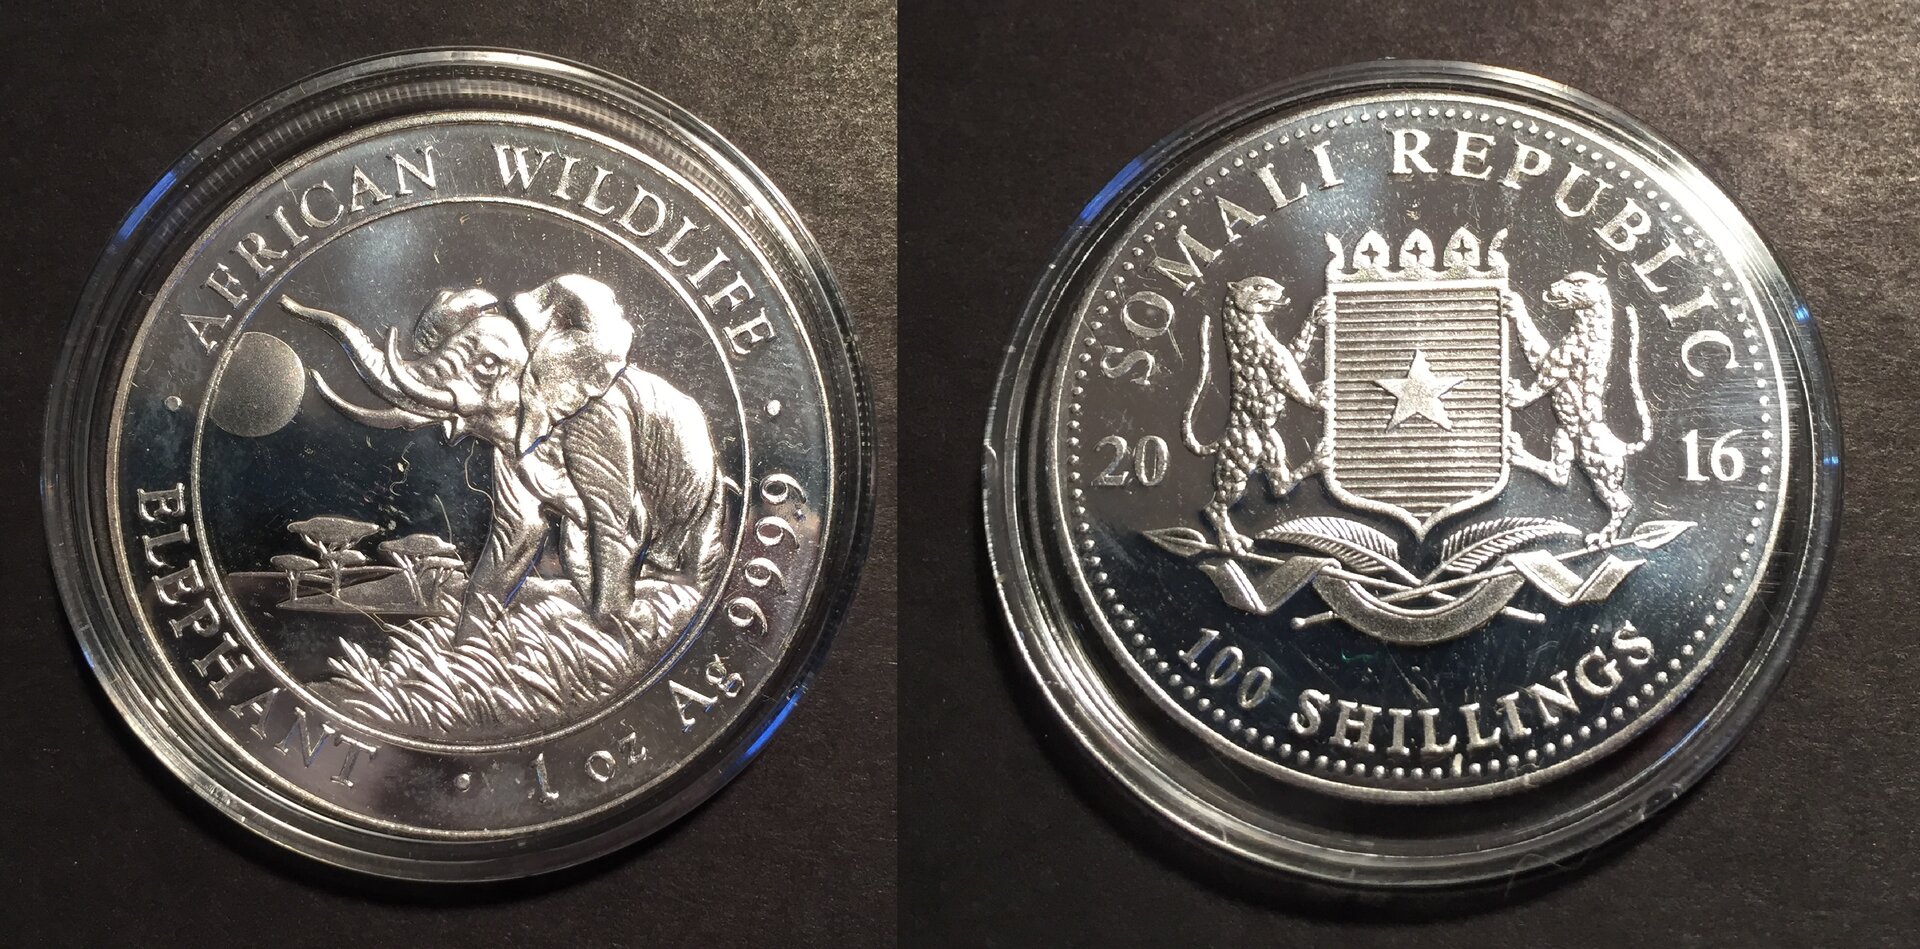 AFRICAN WILDLIFE
ELEPHANT
1 oz Ag 9999
SOMALI REPUBLIC
20 16
100 SHILLINGS